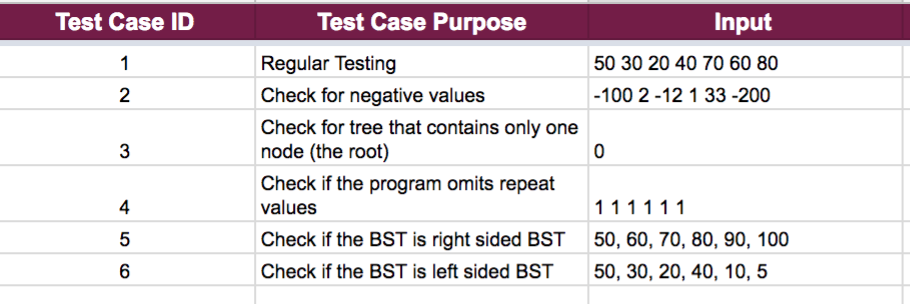 Test Case ID Test Case Purpose Input
1 Regular Testing 50 30 20 40 70 60 80
2 Check for negative values -100 2 -12 1 33 -200
Check for tree that contains only one
3 node (the root) 0
Check if the program omits repeat
4 values 1 1 1 1 1 1
5 Check if the BST is right sided BST 50, 60, 70, 80, 90, 100
6 Check if the BST is left sided BST 50, 30, 20, 40, 10, 5